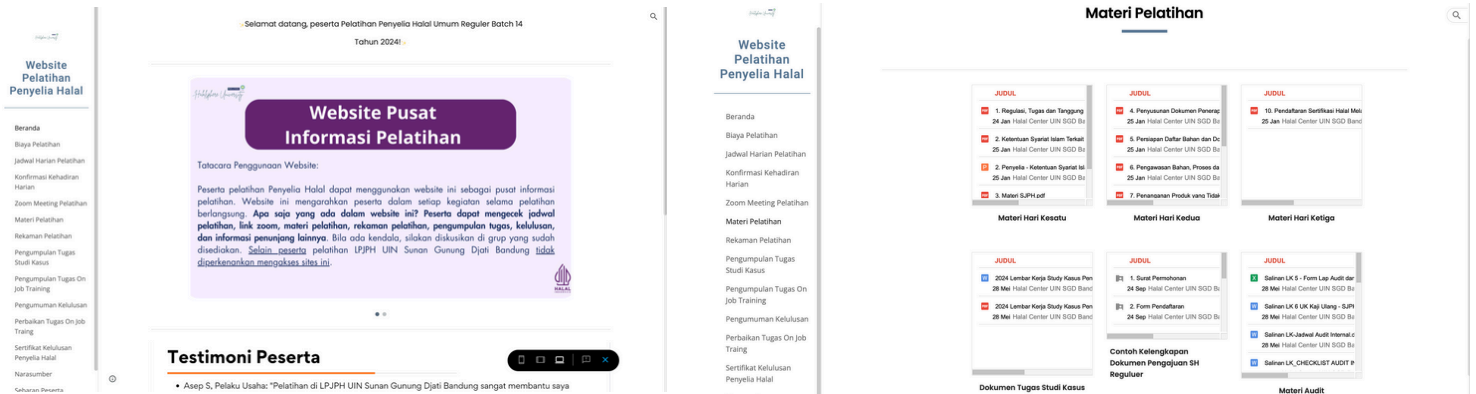 Website
Pelatihan
Penyelia Halal
Beranda
Biaya Pelatihan
Jadwal Harian Pelatihan
Konfirmasi Kehadiran
Harian
Zoom Meeting Pelatihan
Materi Pelatihan
Rekaman Pelatihan
Pengumpulan Tugas
Studi Kasus
Pengumpulan Tugas On
Job Training
Pengumuman Kelulusan
Perbaikan Tugas On Job
Traing
Sertifikat Kelulusan
Penyelia Halal
Narasumber
Sebaran Peserta
Selamat datang, peserta Pelatihan Penyelia Halal Umum Reguler Batch 14
Tahun 2024!
Website Pusat
Informasi Pelatihan
Tatacara Penggunaan Website:
Peserta pelatihan Penyelia Halal dapat menggunakan website ini sebagai pusat informasi
pelatihan. Website ini mengarahkan peserta dalam setiap kegiatan selama pelatihan
berlangsung. Apa saja yang ada dalam website ini? Peserta dapat mengecek jadwal
pelatihan, link zoom, materi pelatihan, rekaman pelatihan, pengumpulan tugas, kelulusan,
dan informasi penunjang lainnya. Bila ada kendala, silakan diskusikan di grup yang sudah
disediakan. Selain peserta pelatihan LPJPH UIN Sunan Gunung Djati Bandung tidak
diperkenankan mengakses sites ini.
HALAL
Testimoni Peserta
• Asep S, Pelaku Usaha: "Pelatihan di LPJPH UIN Sunan Gunung Djati Bandung sangat membantu saya
Website
Pelatihan
Penyelia Halal
Beranda
Biaya Pelatihan
Jadwal Harian Pelatihan
Konfirmasi Kehadiran
Harian
Zoom Meeting Pelatihan
Materi Pelatihan
Rekaman Pelatihan
Pengumpulan Tugas
Studi Kasus
Pengumpulan Tugas On
Job Training
Pengumuman Kelulusan
Perbaikan Tugas On Job
Traing
Sertifikat Kelulusan
Penyelia Halal
Materi Pelatihan
JUDUL
1. Regulasi, Tugas dan Tanggung
24 Jan Halal Center UIN SGD Band
2. Ketentuan Syariat Islam Terkait
25 Jan Halal Center UIN SGD Ba
2. Penyelia - Ketentuan Syariat Isl
25 Jan Halal Center UIN SGD Ba
3. Materi SJPH.pdf
Materi Hari Kesatu
JUDUL
4. Penyusunan Dokumen Penerap
25 Jan Halal Center UIN SGD Ba
5. Persiapan Daftar Bahan dan Do
25 Jan Halal Center UIN SGD Ba
6. Pengawasan Bahan, Proses da
25 Jan Halal Center UIN SGD Ba
7. Penanganan Produk yang Tidak
Materi Hari Kedua
JUDUL
10. Pendaftaran Sertifikasi Halal Mela
25 Jan Halal Center UIN SGD Band
Materi Hari Ketiga
JUDUL
2024 Lembar Kerja Study Kasus Pen
28 Mei Halal Center UIN SGD Band
2024 Lembar Kerja Study Kasus Pen
28 Mei Halal Center UIN SGD Band
Dokumen Tugas Studi Kasus
JUDUL
1. Surat Permohonan
24 Sep Halal Center UIN SGD Ba
2. Form Pendaftaran
24 Sep Halal Center UIN SGD Ba
Contoh Kelengkapan
Dokumen Pengajuan SH
Reguluer
JUDUL
Salinan LK 5 - Form Lap Audit dar
28 Mei Halal Center UIN SGD Ba
Salinan LK 6 UK Kaji Ulang - SJPH
28 Mei Halal Center UIN SGD Ba
Salinan LK-Jadwal Audit Internal.d
28 Mei Halal Center UIN SGD Ba
Salinan LK_CHECKLIST AUDIT IN
Materi Audit